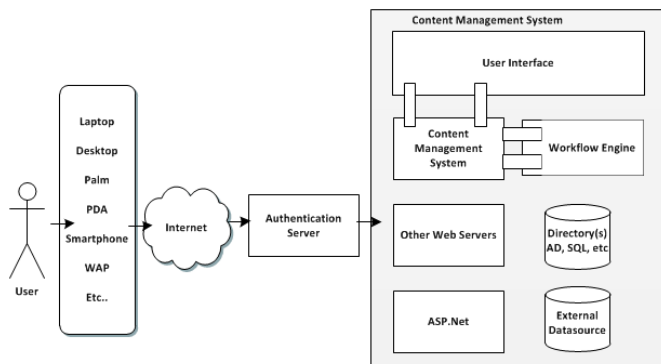 Content Management System
User Interface
Laptop
Desktop
Palm
PDA
Smartphone
WAP
Etc..
User
Internet
Authentication
Server
Content
Management
System
Workflow Engine
Other Web Servers
Directory(s)
AD, SQL, etc
ASP.Net
External
Datasource